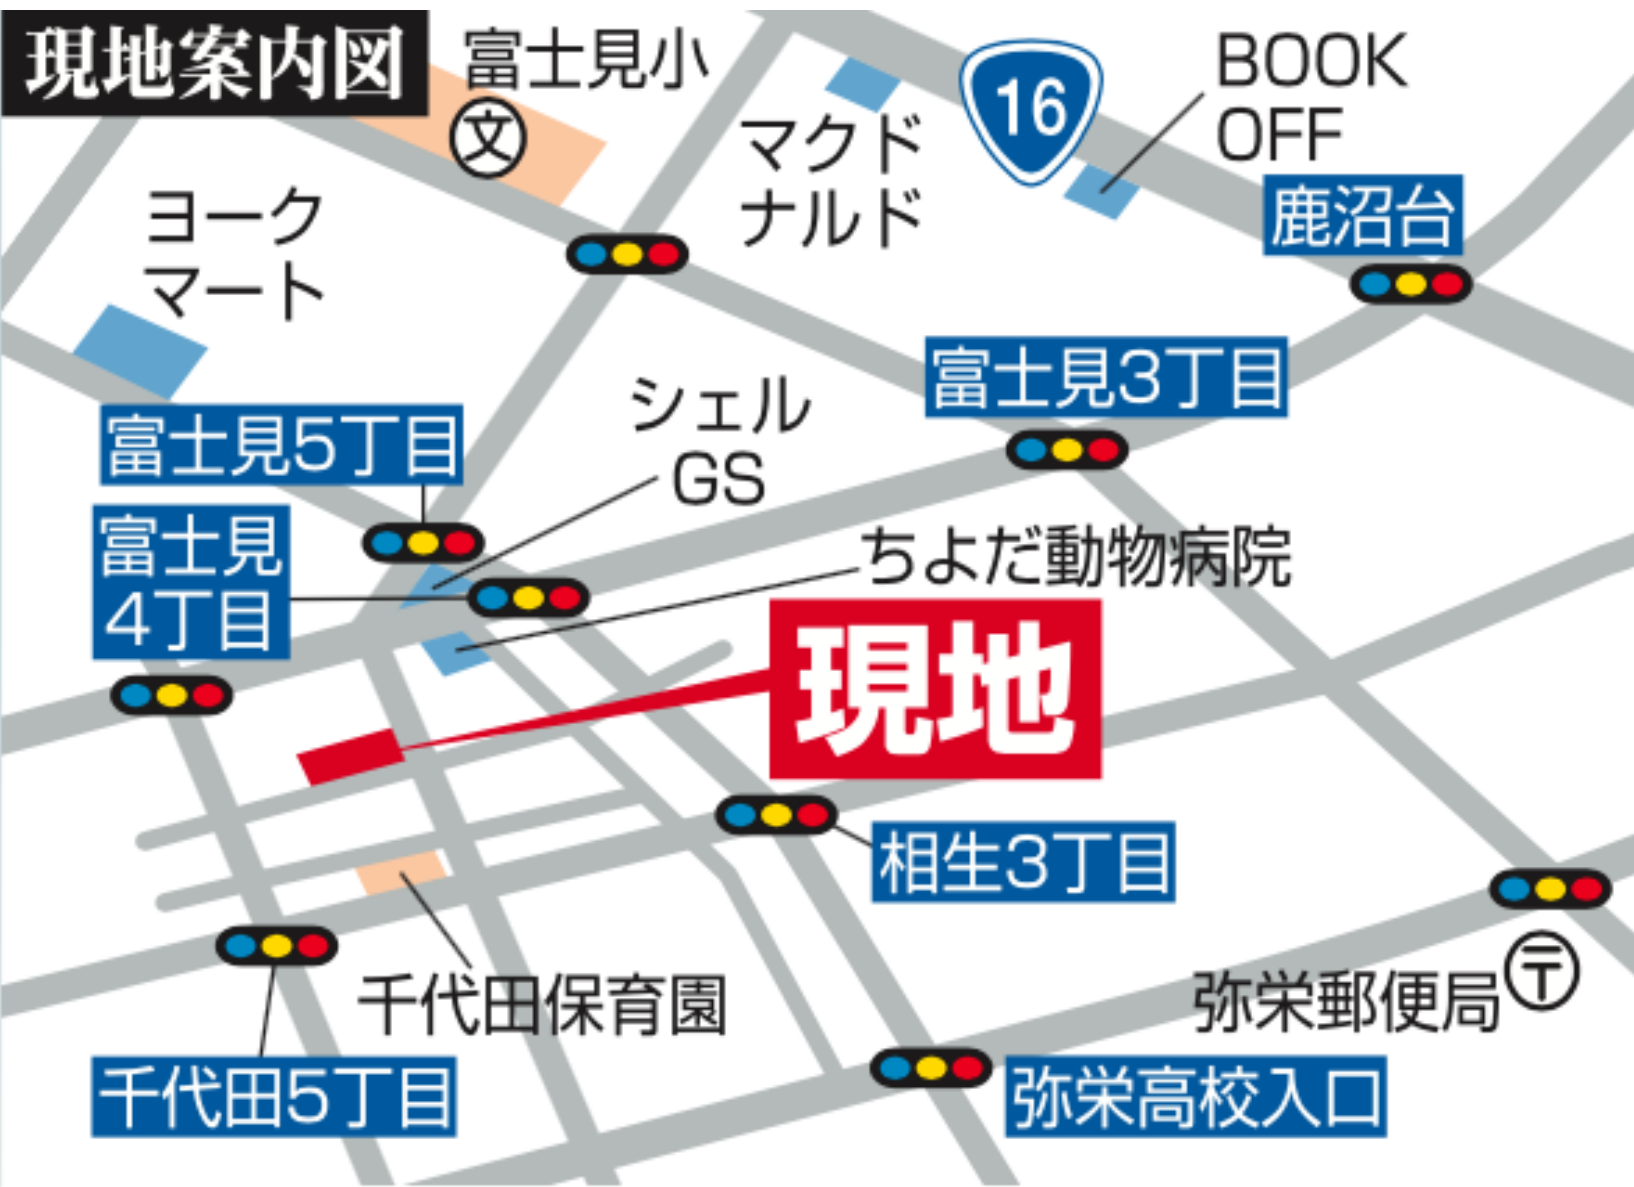 現地案内図
富士見小
文
16
BOOK
OFF
マクド
ナルド
鹿沼台
ヨーク
マート
富士見3丁目
シェル
GS
富士見5丁目
富士見
4丁目
ちよだ動物病院
現地
相生3丁目
千代田保育園
弥栄郵便局
〒
千代田5丁目
弥栄高校入口